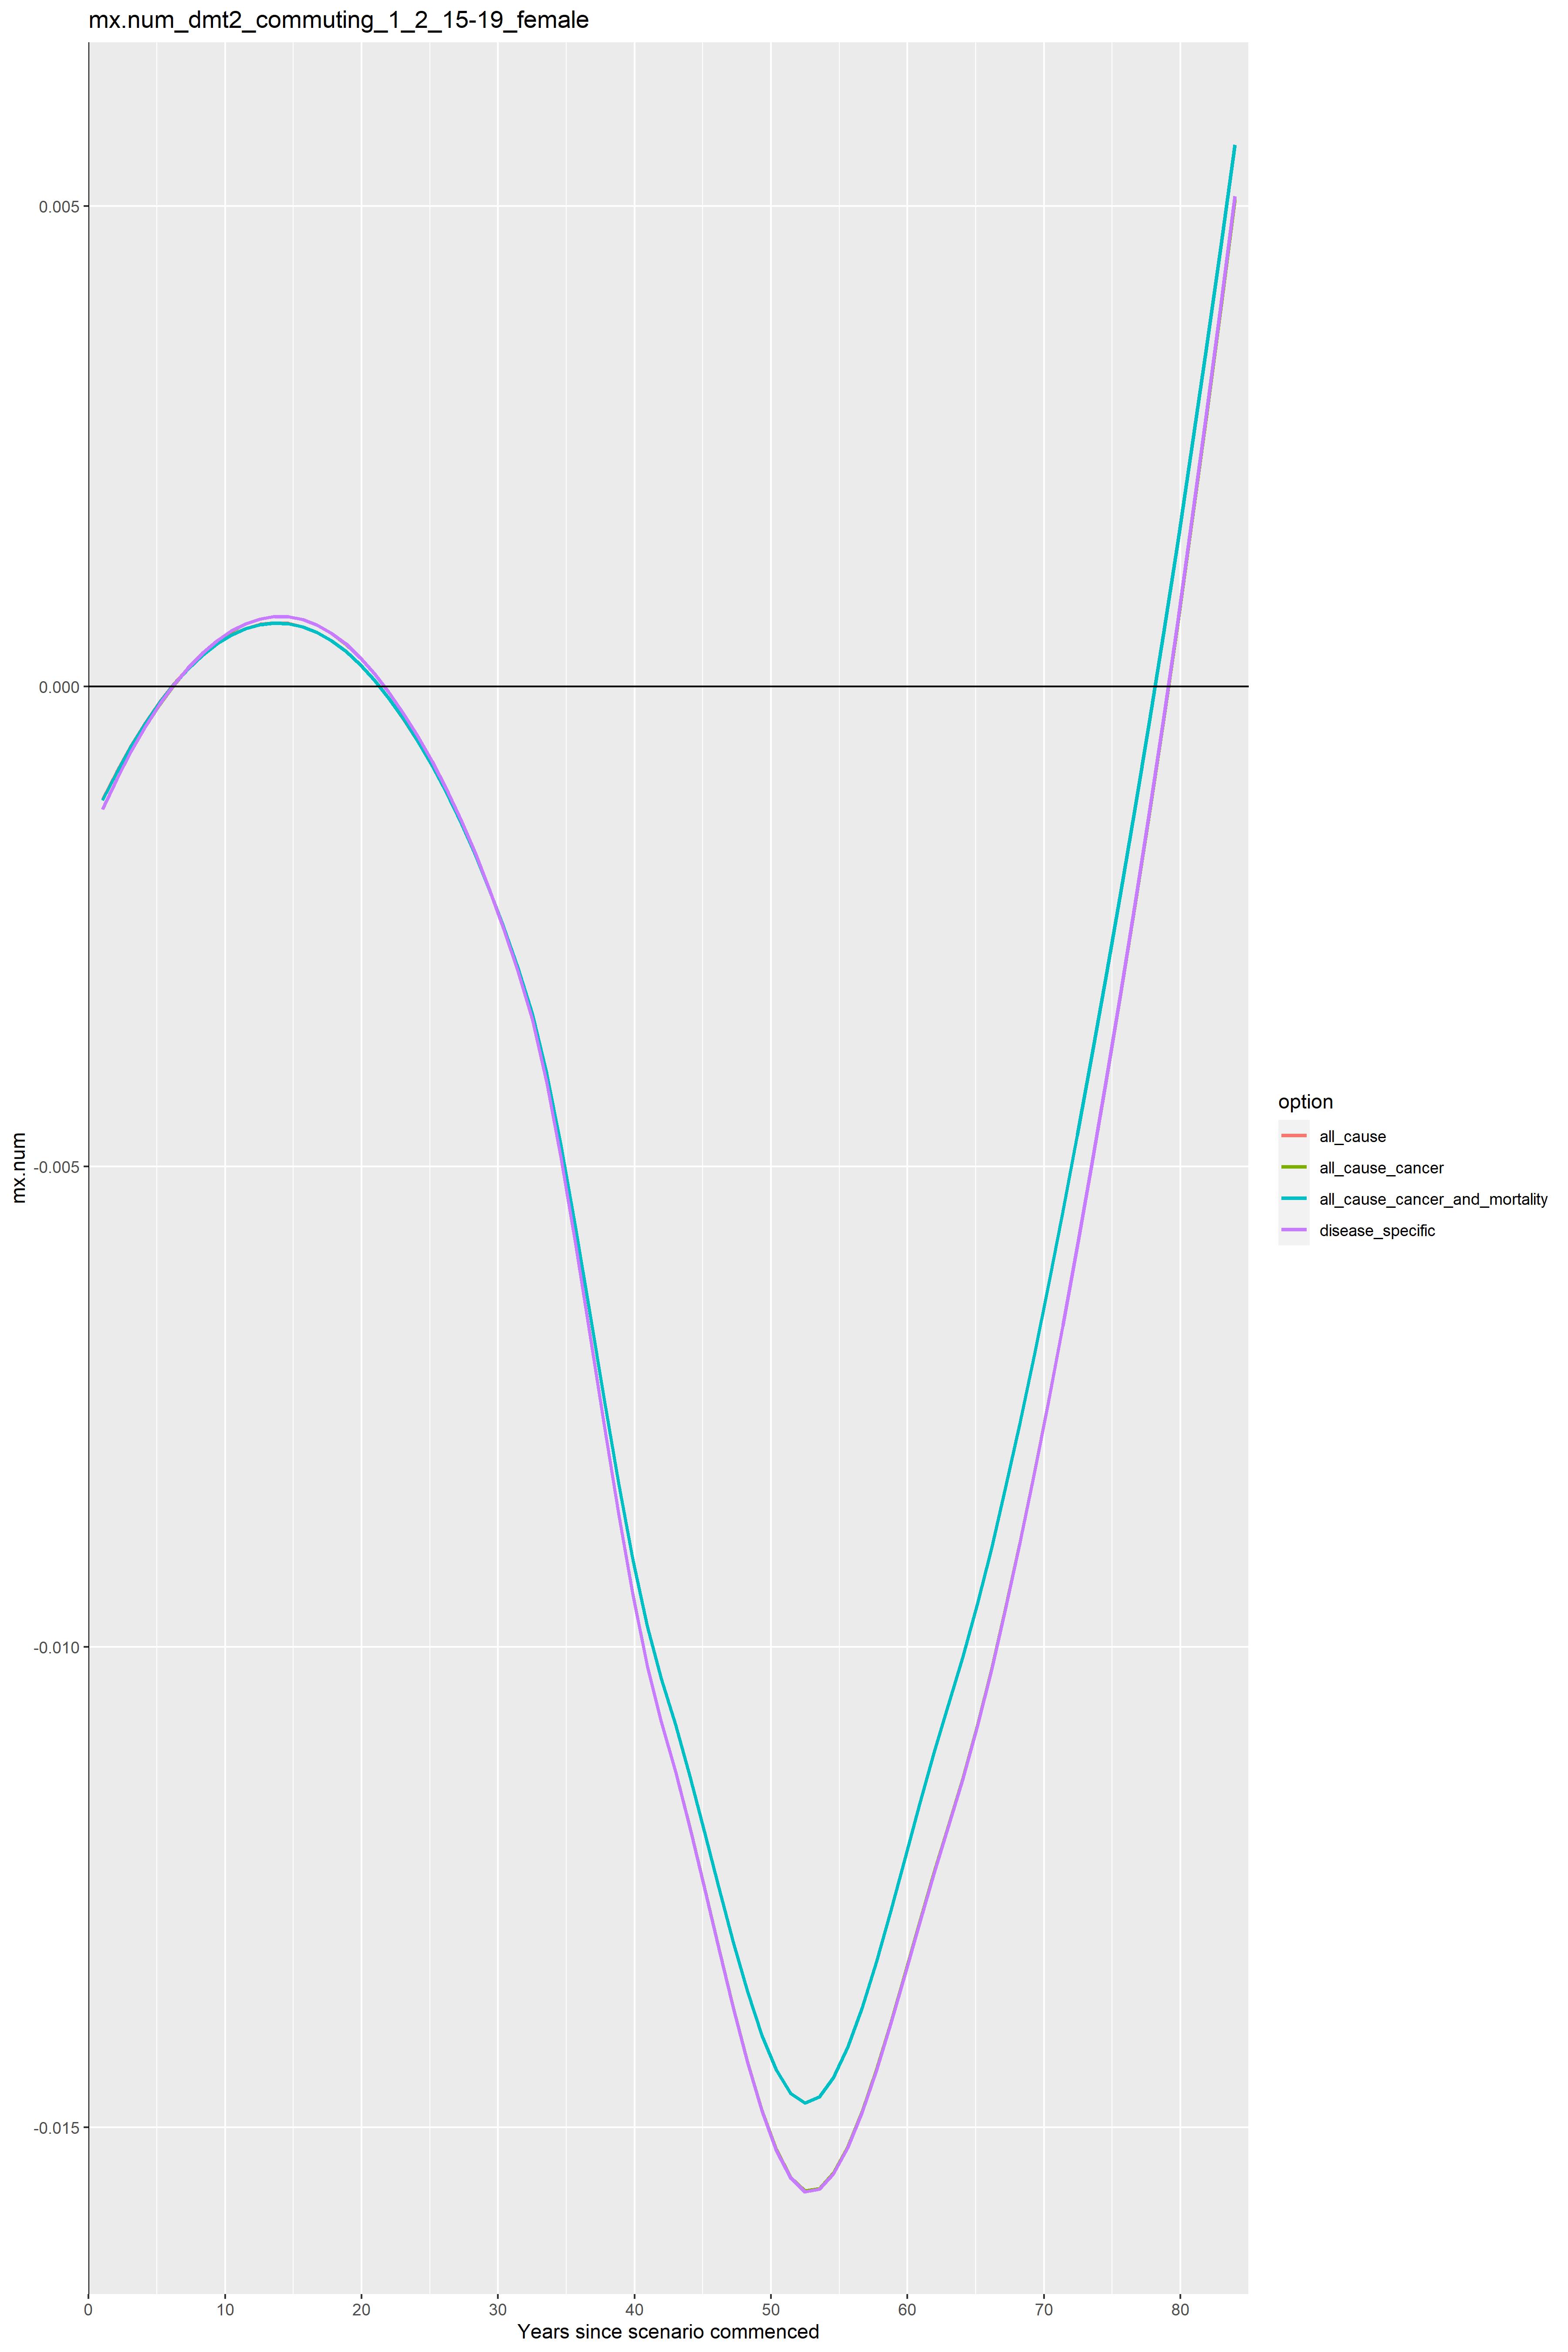 mx.num_dmt2_commuting_1_2_15-19_female
0.005
0.000
-0.005
-0.010
-0.015
mx.num
0 10 20 30 40 50 60 70 80
Years since scenario commenced
option
all_cause
all_cause_cancer
all_cause_cancer_and_mortality
disease_specific